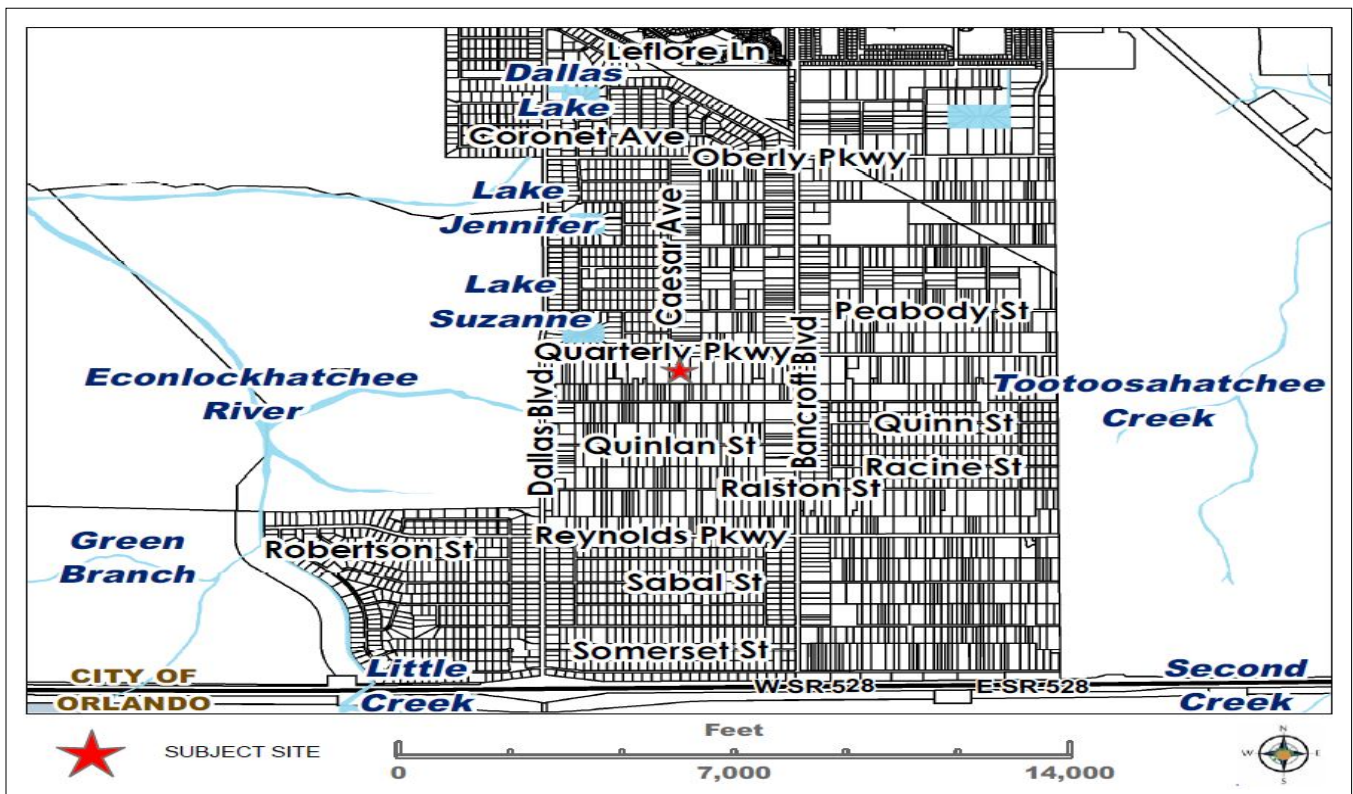 Leflore Ln
Dallas
Lake
Coronet Ave
Oberly Pkwy
Lake
Jennifer
Caesar Ave
Lake
Suzanne
Peabody St
Quarterly Pkwy
Bancroft Blvd
Dallas Blvd
Econlockhatchee
River
Tootoosahatchee
Creek
Quinn St
Quinlan St
Racine St
Ralston St
Reynolds Pkwy
Green
Branch
Robertson St
Sabal St
Somerset St
CITY OF
ORLANDO
Little
Creek
W SR 528
E SR 528
Second
Creek
SUBJECT SITE
Feet
0
7,000
14,000
N
W
E
S